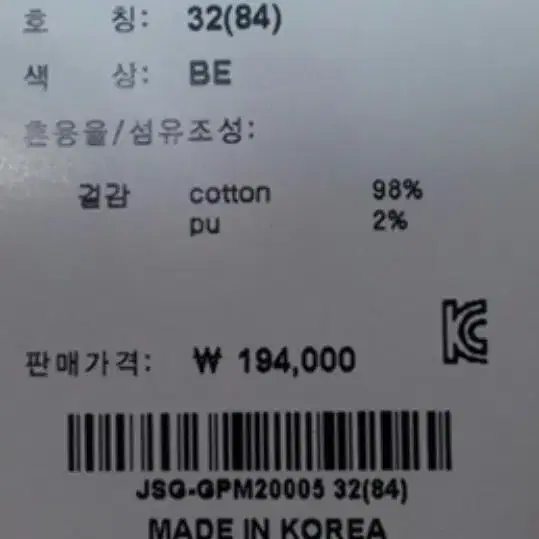 호 칭: 32(84)
색 상: BE
혼용율/섬유조성:
겉감 cotton 98%
pu 2%
KC
판매가격: ₩ 194,000
JSG-GPM20005 32(84)
MADE IN KOREA